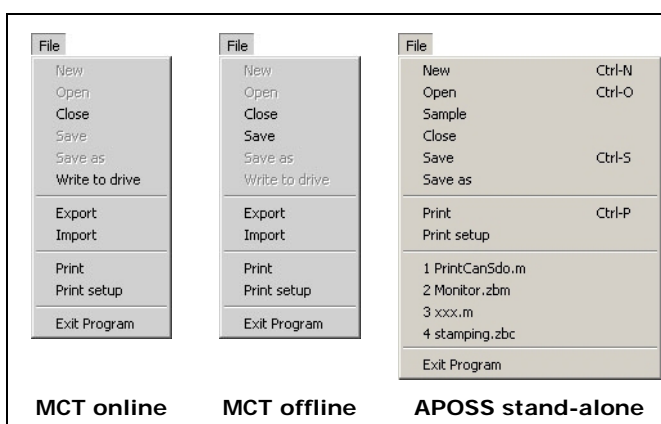 File
New
Open
Close
Save
Save as
Write to drive
Export
Import
Print
Print setup
Exit Program
MCT online
File
New
Open
Close
Save
Save as
Write to drive
Export
Import
Print
Print setup
Exit Program
MCT offline
File
New Ctrl-N
Open Ctrl-O
Sample
Close
Save Ctrl-S
Save as
Print Ctrl-P
Print setup
1 PrintCanSdo.m
2 Monitor.zbm
3 xxx.m
4 stamping.zbc
Exit Program
APOSS stand-alone